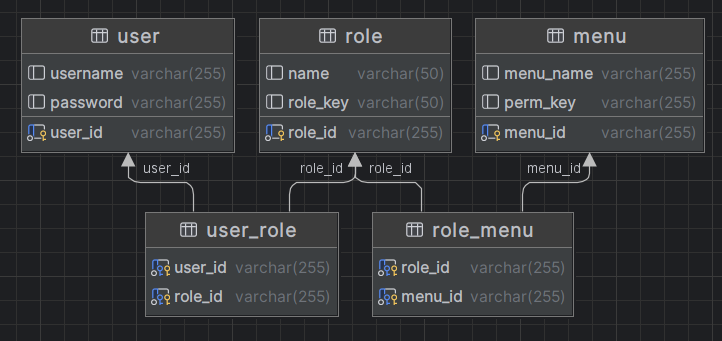 user
username varchar(255)
password varchar(255)
user_id varchar(255)
role
name varchar(50)
role_key varchar(50)
role_id varchar(255)
menu
menu_name varchar(255)
perm_key varchar(255)
menu_id varchar(255)
user_id
role_id
role_id
menu_id
user_role
user_id varchar(255)
role_id varchar(255)
role_menu
role_id varchar(255)
menu_id varchar(255)